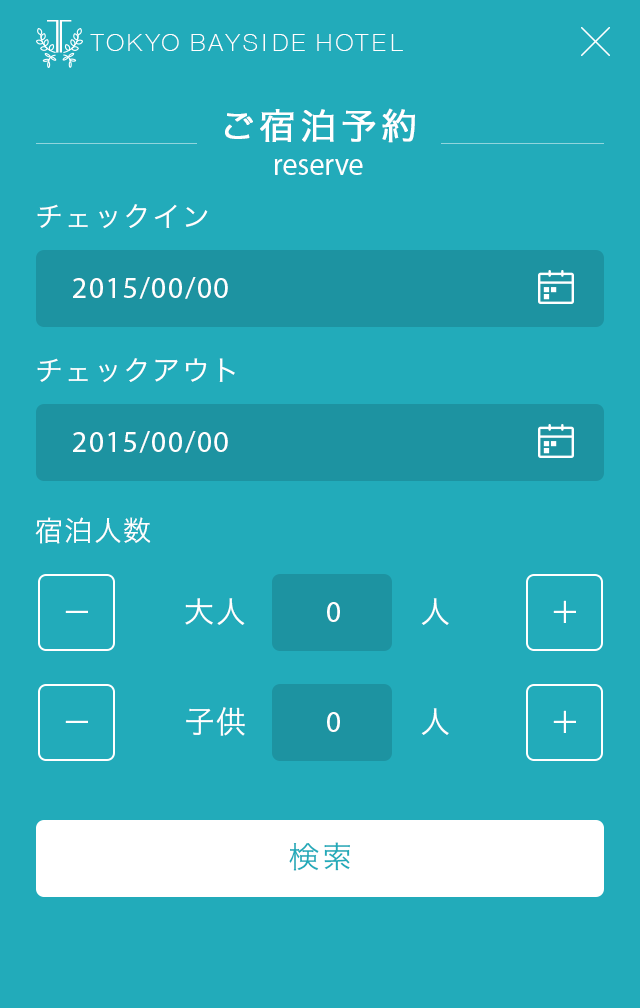 TOKYO BAYSIDE HOTEL
ご宿泊予約
reserve
チェックイン
2015/00/00
チェックアウト
2015/00/00
宿泊人数
－ 大人 0 人 ＋
－ 子供 0 人 ＋
検索